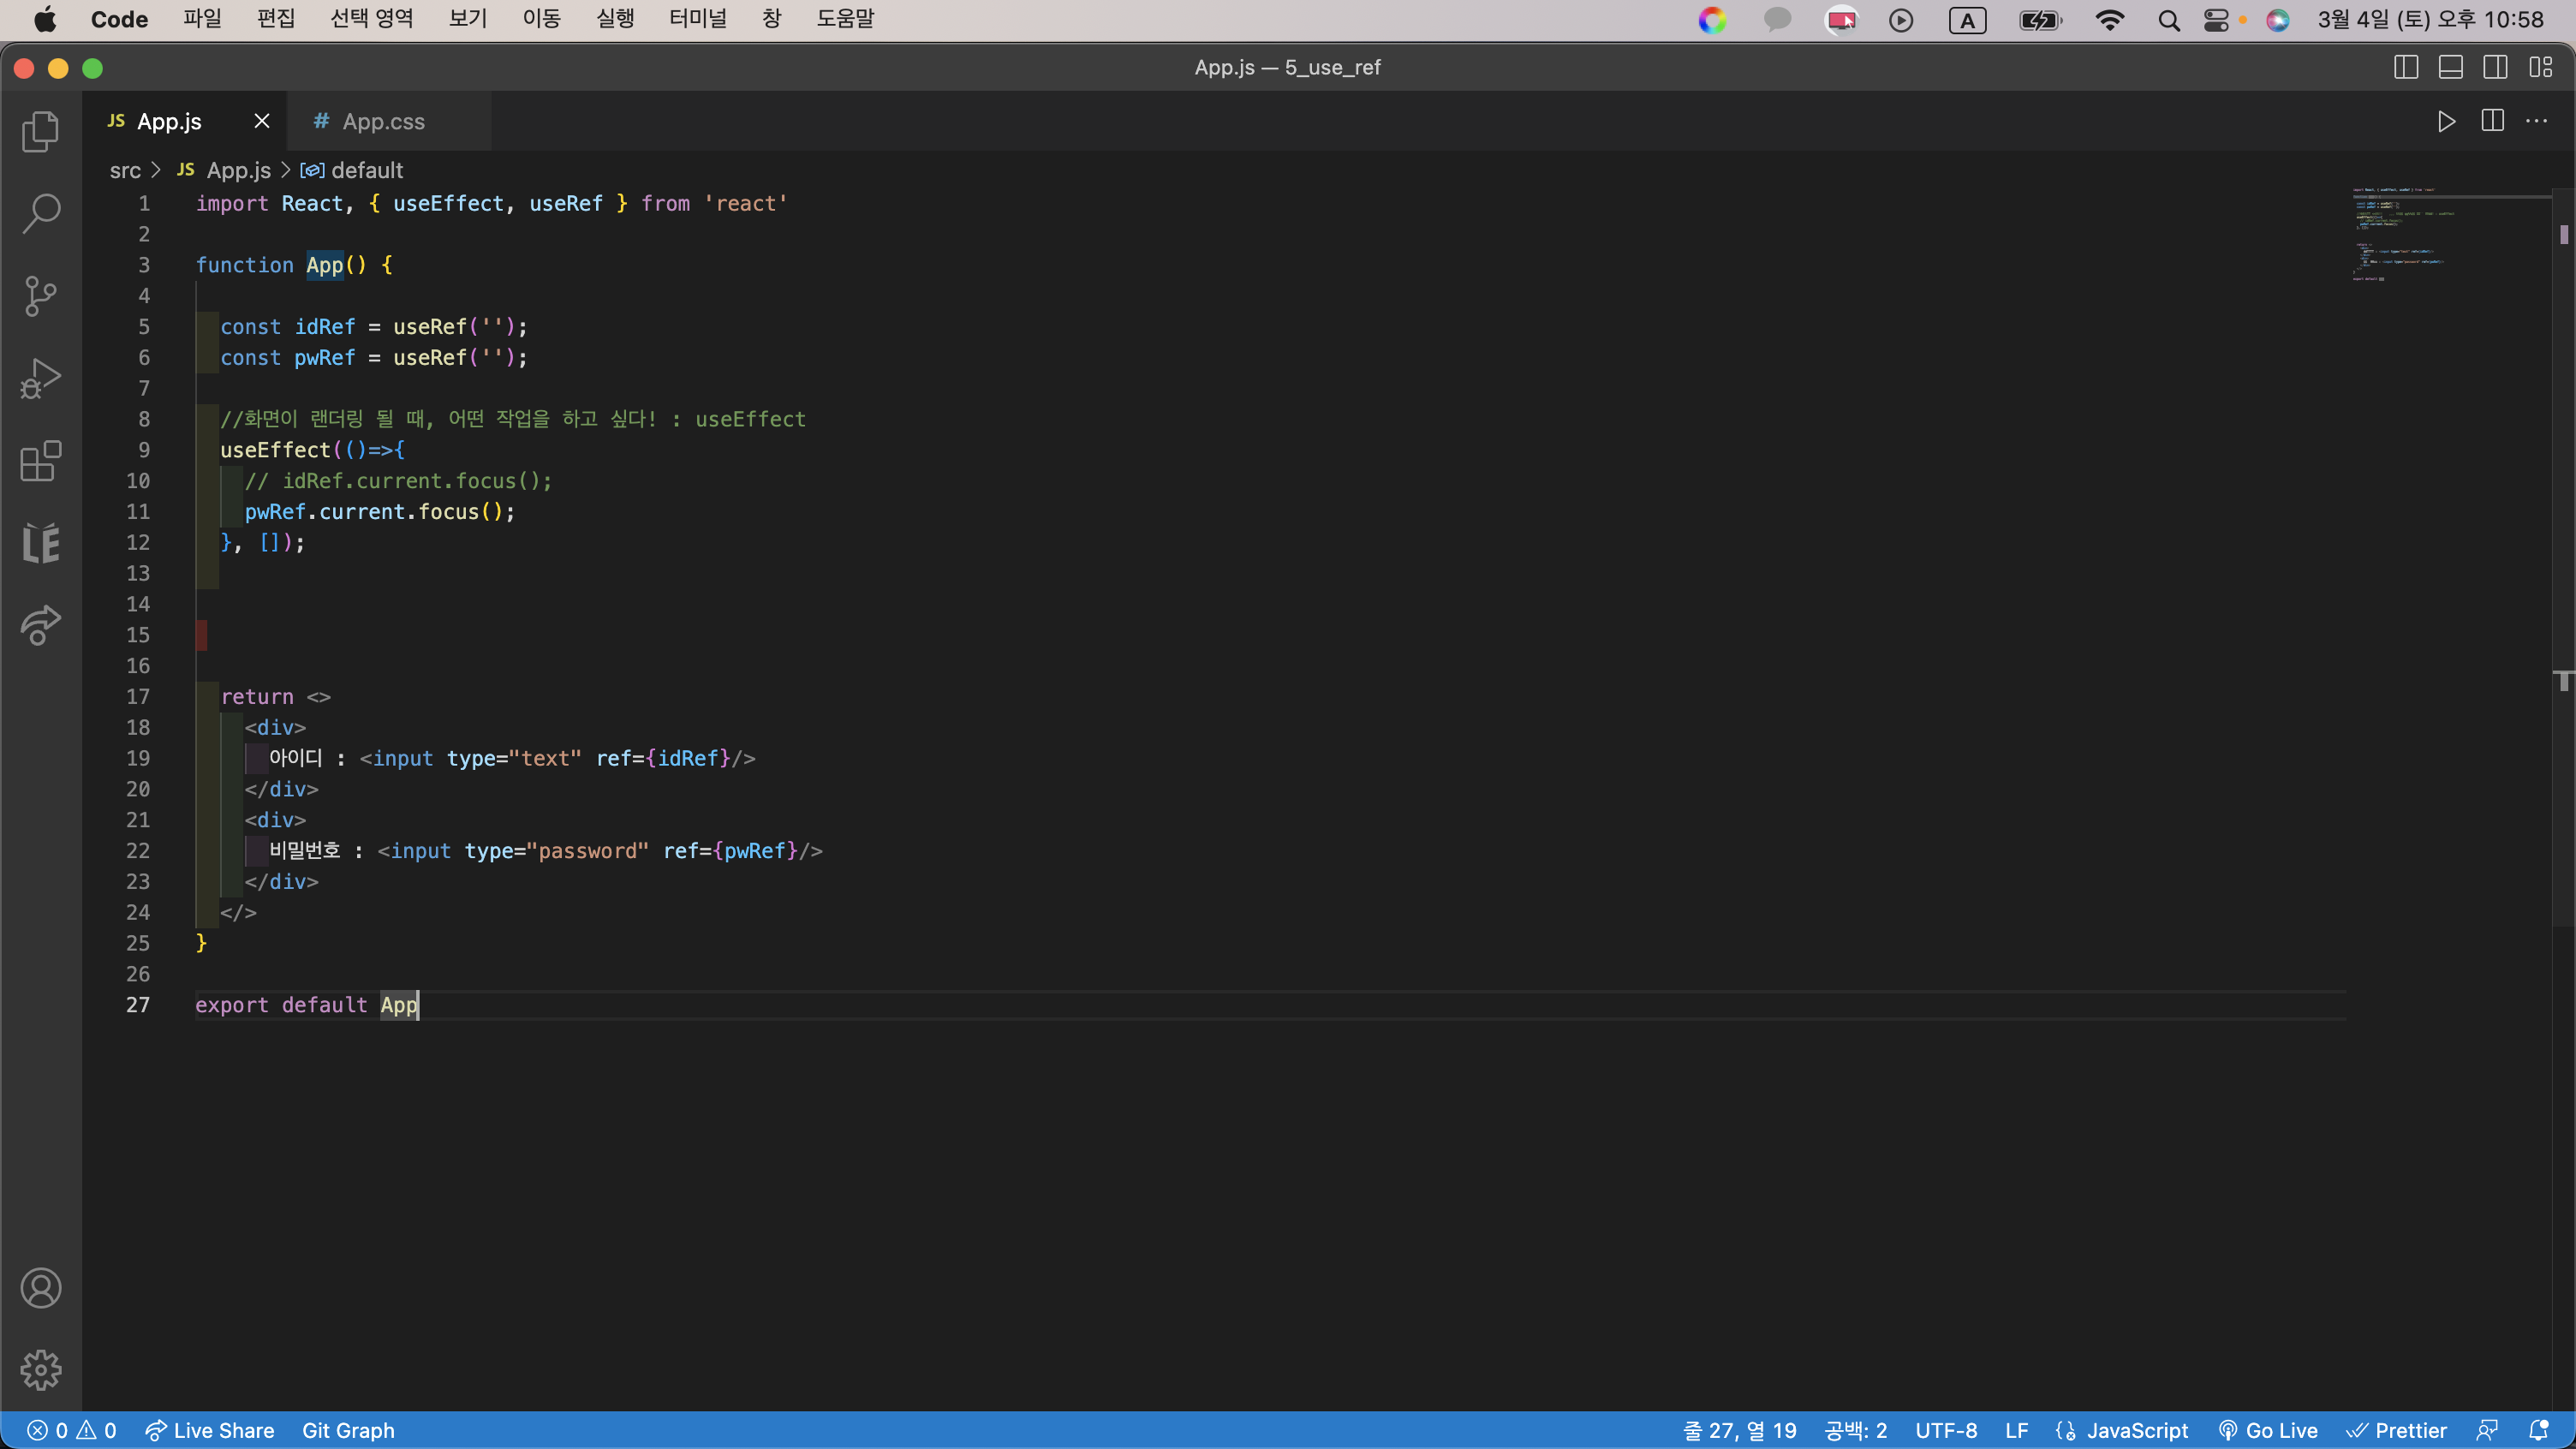 Code 파일 편집 선택 영역 보기 이동 실행 터미널 창 도움말 A 3월 4일 (토) 오후 10:58
App.js — 5_use_ref
JS App.js # App.css
src > JS App.js > default
1 import React, { useEffect, useRef } from 'react'
2
3 function App() {
4
5 const idRef = useRef('');
6 const pwRef = useRef('');
7
8 //화면이 랜더링 될 때, 어떤 작업을 하고 싶다! : useEffect
9 useEffect(()=>{
10 // idRef.current.focus();
11 pwRef.current.focus();
12 }, []);
13
14
15
16
17 return <>
18 <div>
19 아이디 : <input type="text" ref={idRef}/>
20 </div>
21 <div>
22 비밀번호 : <input type="password" ref={pwRef}/>
23 </div>
24 </>
25 }
26
27 export default App
0 0 Live Share Git Graph 줄 27, 열 19 공백: 2 UTF-8 LF JavaScript Go Live Prettier